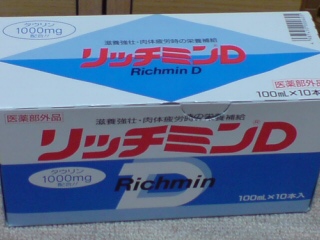 タウリン
1000mg
配合!!
滋養強壮・肉体疲労時の栄養補給
リッチミンD
Richmin D
医薬部外品
100mL×10本
医薬部外品
滋養強壮・肉体疲労時の栄養補給
リッチミンD
タウリン
1000mg
配合!!
D
Richmin
100mL×10本入